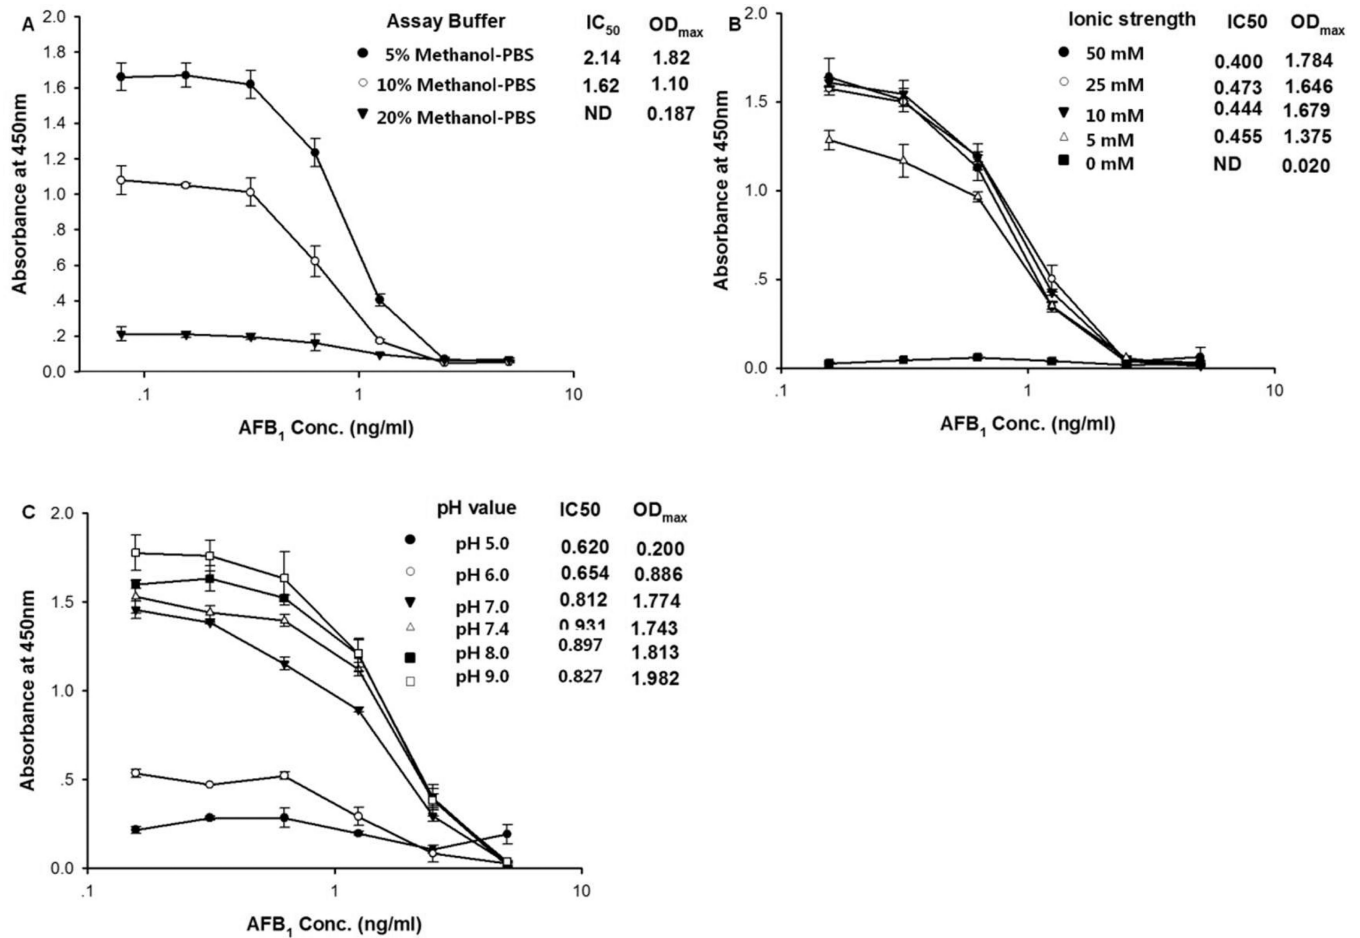 A
Assay Buffer IC50 ODmax
5% Methanol-PBS 2.14 1.82
10% Methanol-PBS 1.62 1.10
20% Methanol-PBS ND 0.187
2.0
1.8
1.6
1.4
1.2
1.0
.8
.6
.4
.2
0.0
Absorbance at 450nm
.1 1 10
AFB1 Conc. (ng/ml)
B
Ionic strength IC50 ODmax
50 mM 0.400 1.784
25 mM 0.473 1.646
10 mM 0.444 1.679
5 mM 0.455 1.375
0 mM ND 0.020
2.0
1.5
1.0
.5
0.0
Absorbance at 450nm
.1 1 10
AFB1 Conc. (ng/ml)
C
pH value IC50 ODmax
pH 5.0 0.620 0.200
pH 6.0 0.654 0.886
pH 7.0 0.812 1.774
pH 7.4 0.931 1.743
pH 8.0 0.897 1.813
pH 9.0 0.827 1.982
2.0
1.5
1.0
.5
0.0
Absorbance at 450nm
.1 1 10
AFB1 Conc. (ng/ml)